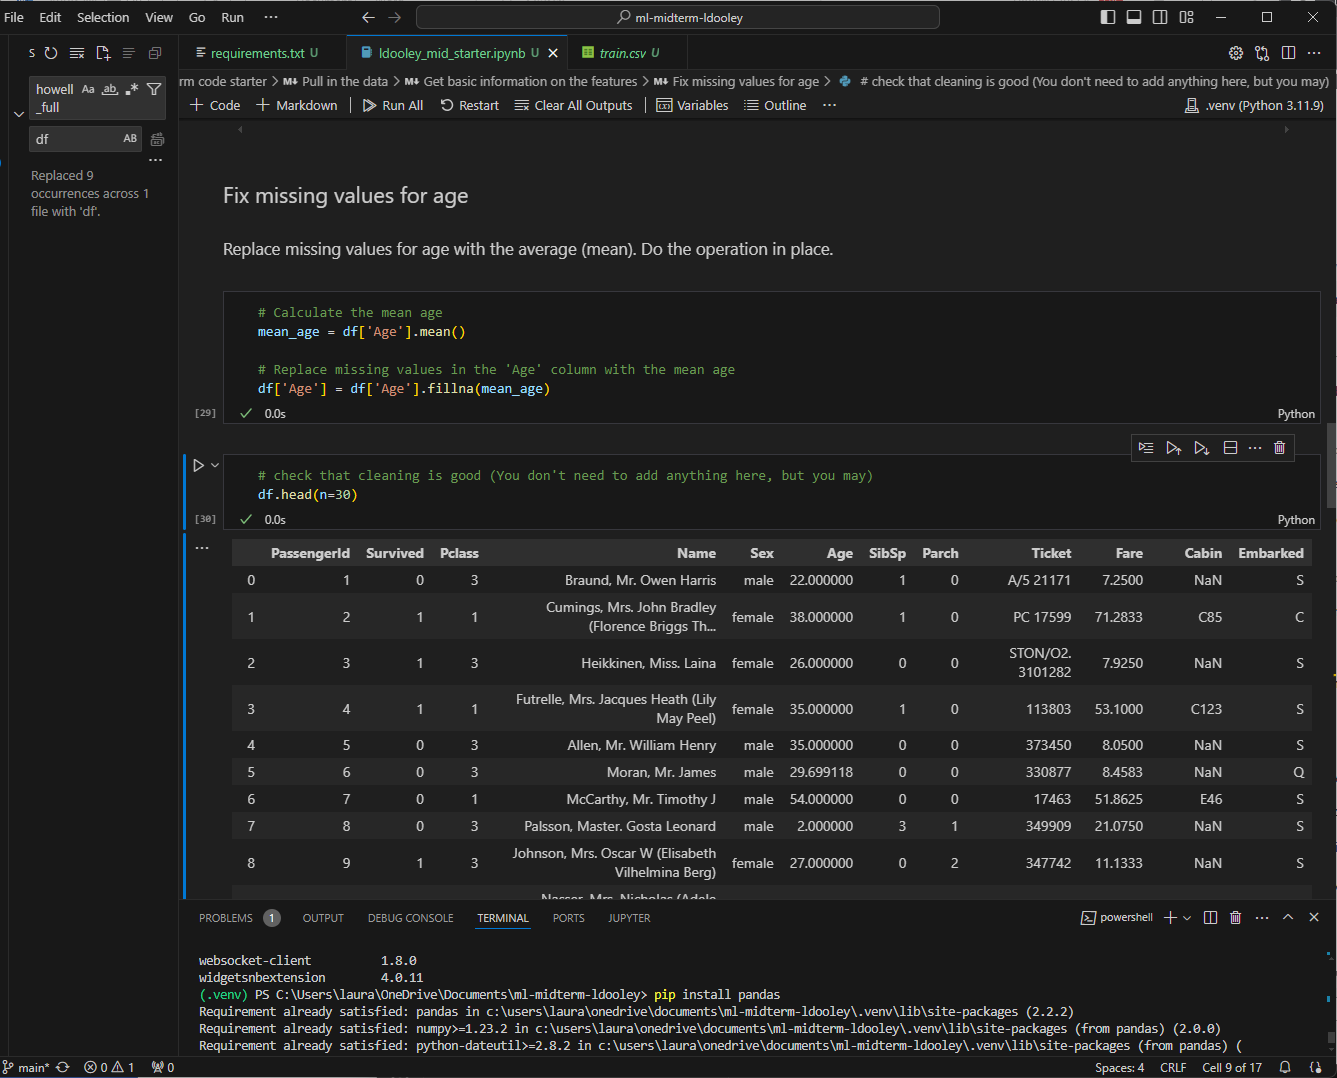 File Edit Selection View Go Run ··· ml-midterm-ldooley
S
requirements.txt U ldooley_mid_starter.ipynb U train.csv U
howell_full Aa ab .*
df AB
Replaced 9
occurrences across 1
file with 'df'.
rm code starter > M↓ Pull in the data > M↓ Get basic information on the features > M↓ Fix missing values for age > # check that cleaning is good (You don't need to add anything here, but you may)
+ Code + Markdown | Run All Restart Clear All Outputs | Variables Outline ··· .venv (Python 3.11.9)
Fix missing values for age
Replace missing values for age with the average (mean). Do the operation in place.
# Calculate the mean age
mean_age = df['Age'].mean()
# Replace missing values in the 'Age' column with the mean age
df['Age'] = df['Age'].fillna(mean_age)
[29] ✓ 0.0s Python
# check that cleaning is good (You don't need to add anything here, but you may)
df.head(n=30)
[30] ✓ 0.0s Python
PassengerId Survived Pclass Name Sex Age SibSp Parch Ticket Fare Cabin Embarked
0 1 0 3 Braund, Mr. Owen Harris male 22.000000 1 0 A/5 21171 7.2500 NaN S
1 2 1 1 Cumings, Mrs. John Bradley (Florence Briggs Th... female 38.000000 1 0 PC 17599 71.2833 C85 C
2 3 1 3 Heikkinen, Miss. Laina female 26.000000 0 0 STON/O2. 3101282 7.9250 NaN S
3 4 1 1 Futrelle, Mrs. Jacques Heath (Lily May Peel) female 35.000000 1 0 113803 53.1000 C123 S
4 5 0 3 Allen, Mr. William Henry male 35.000000 0 0 373450 8.0500 NaN S
5 6 0 3 Moran, Mr. James male 29.699118 0 0 330877 8.4583 NaN Q
6 7 0 1 McCarthy, Mr. Timothy J male 54.000000 0 0 17463 51.8625 E46 S
7 8 0 3 Palsson, Master. Gosta Leonard male 2.000000 3 1 349909 21.0750 NaN S
8 9 1 3 Johnson, Mrs. Oscar W (Elisabeth Vilhelmina Berg) female 27.000000 0 2 347742 11.1333 NaN S
Nasser, Mrs. Nicholas (Adele
PROBLEMS 1 OUTPUT DEBUG CONSOLE TERMINAL PORTS JUPYTER powershell
websocket-client 1.8.0
widgetsnbextension 4.0.11
(.venv) PS C:\Users\laura\OneDrive\Documents\ml-midterm-ldooley> pip install pandas
Requirement already satisfied: pandas in c:\users\laura\onedrive\documents\ml-midterm-ldooley\.venv\lib\site-packages (2.2.2)
Requirement already satisfied: numpy>=1.23.2 in c:\users\laura\onedrive\documents\ml-midterm-ldooley\.venv\lib\site-packages (from pandas) (2.0.0)
Requirement already satisfied: python-dateutil>=2.8.2 in c:\users\laura\onedrive\documents\ml-midterm-ldooley\.venv\lib\site-packages (from pandas) (
main* 0 1 0 Spaces: 4 CRLF Cell 9 of 17